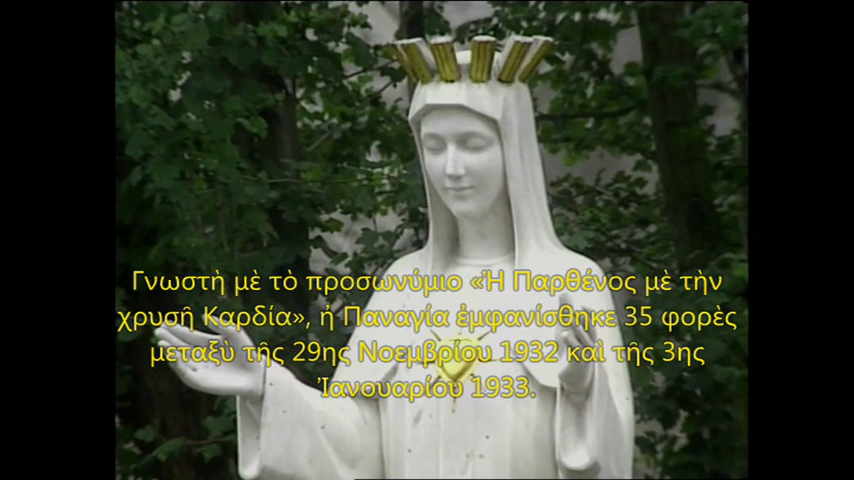 Γνωστὴ μὲ τὸ προσωνύμιο «Ἡ Παρθένος μὲ τὴν
χρυσῆ Καρδία», ἡ Παναγία ἐμφανίσθηκε 35 φορὲς
μεταξὺ τῆς 29ης Νοεμβρίου 1932 καὶ τῆς 3ης
Ἰανουαρίου 1933.